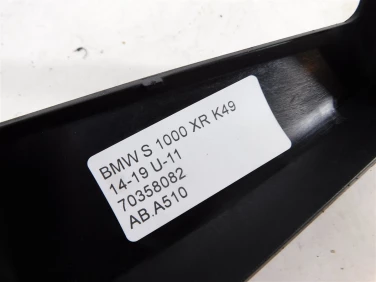 BMW S 1000 XR K49
14-19 U-11
70358082
AB.A510